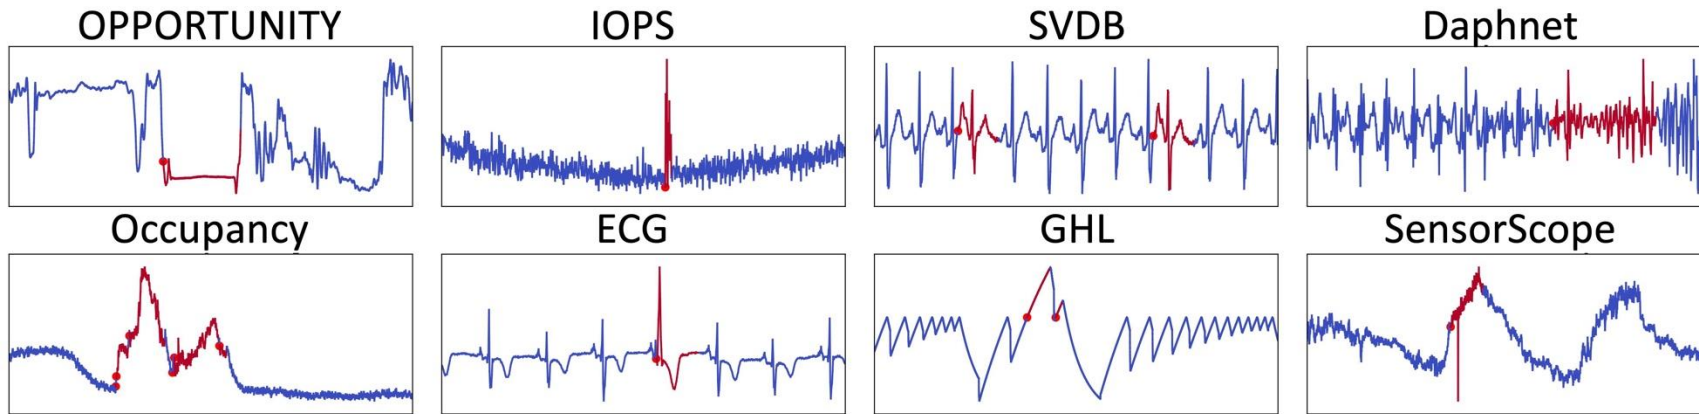 OPPORTUNITY IOPS SVDB Daphnet
Occupancy ECG GHL SensorScope